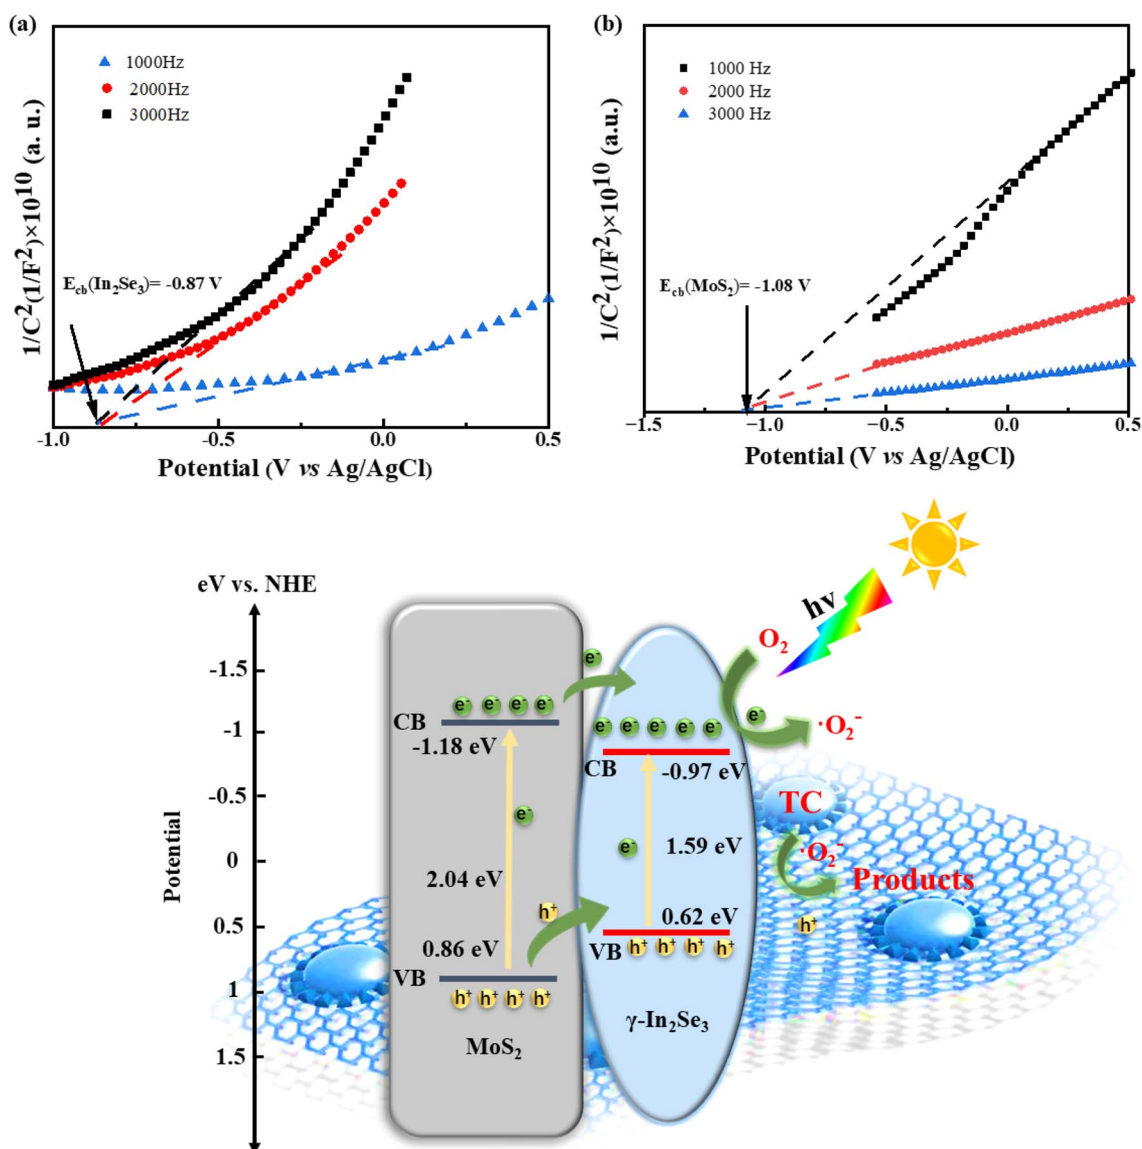 (a)
1000Hz
2000Hz
3000Hz
1/C²(1/F²)×10¹⁰ (a. u.)
E_cb(In₂Se₃)= -0.87 V
-1.0 -0.5 0.0 0.5
Potential (V vs Ag/AgCl)
(b)
1000 Hz
2000 Hz
3000 Hz
1/C²(1/F²)×10¹⁰ (a.u.)
E_cb(MoS₂)= -1.08 V
−1.5 −1.0 −0.5 0.0 0.5
Potential (V vs Ag/AgCl)
eV vs. NHE
hν
O₂
-1.5
e⁻
e⁻ e⁻ e⁻ e⁻
CB
-1
-1.18 eV
e⁻ e⁻ e⁻ e⁻ e⁻
e⁻
·O₂⁻
CB
-0.97 eV
-0.5
TC
e⁻
e⁻
1.59 eV
·O₂⁻
0
Potential
2.04 eV
Products
h⁺
0.62 eV
h⁺
0.5
0.86 eV
VB
h⁺ h⁺ h⁺ h⁺
VB
1
h⁺ h⁺ h⁺ h⁺
γ-In₂Se₃
MoS₂
1.5